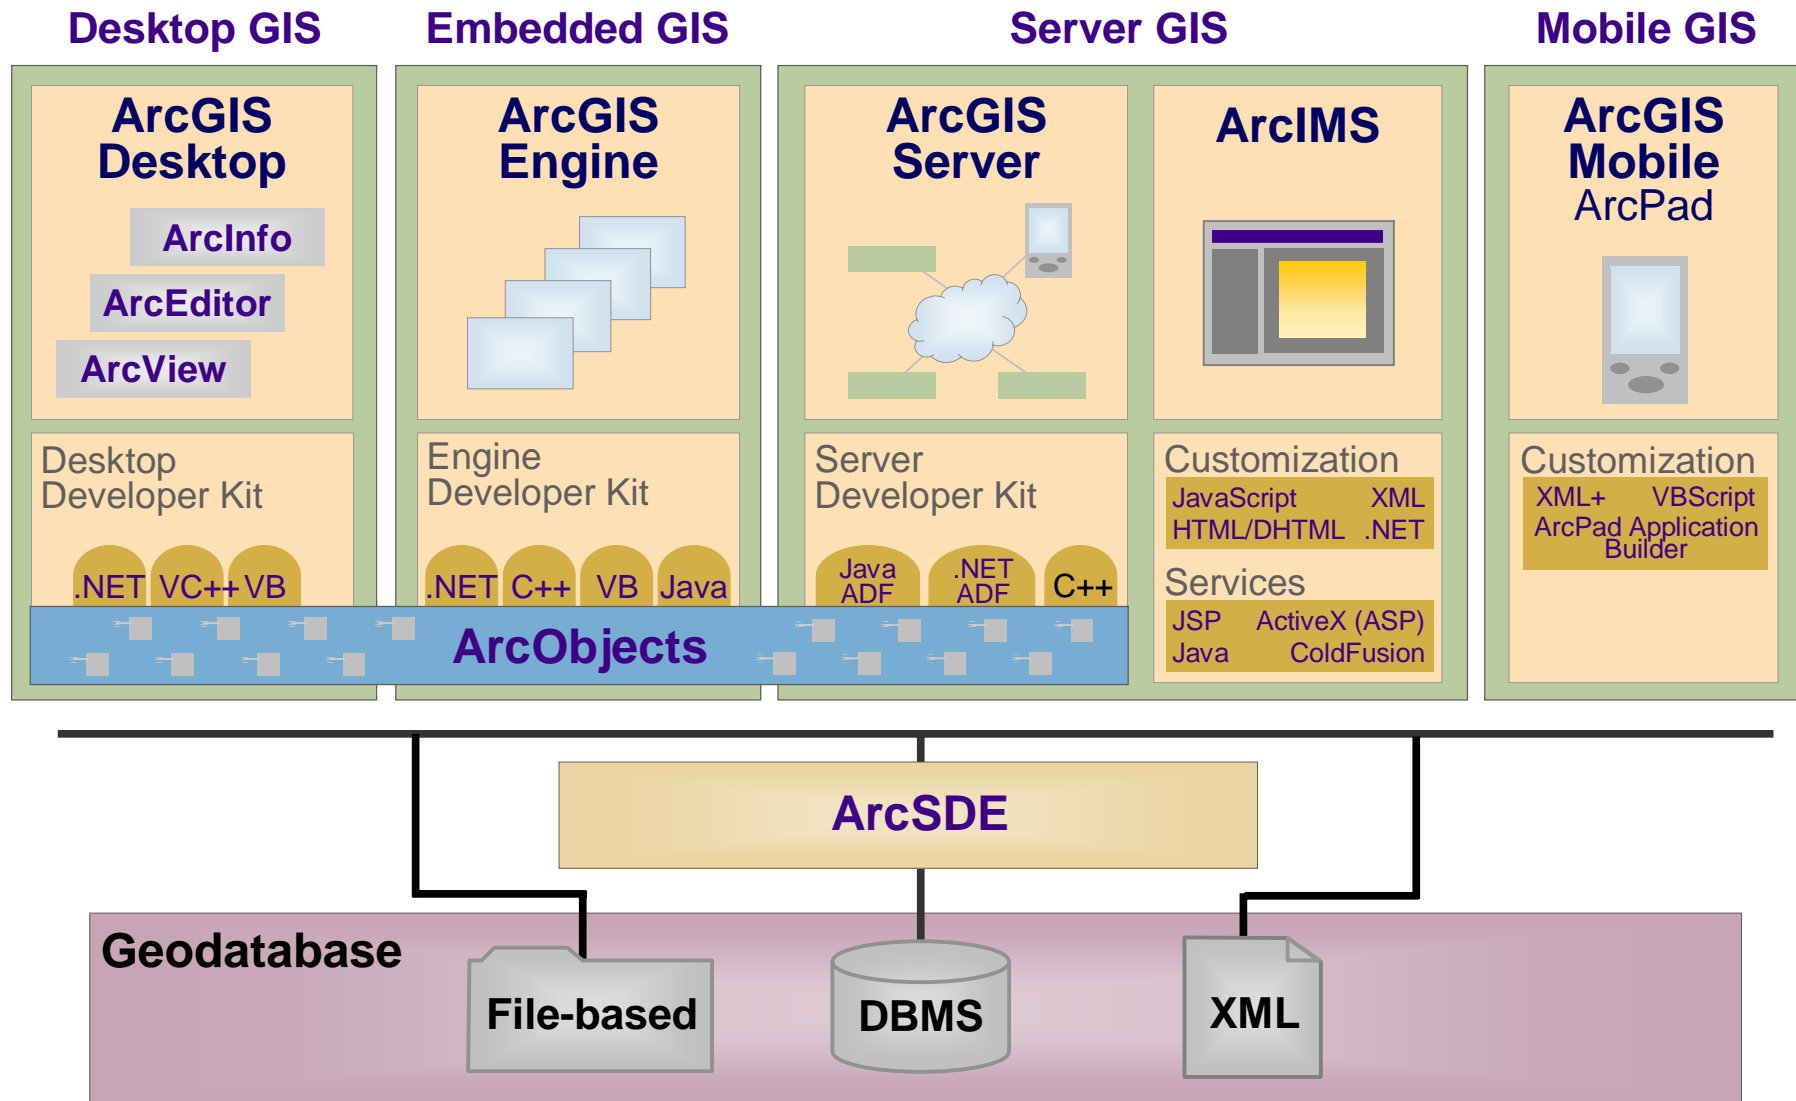 Desktop GIS
Embedded GIS
Server GIS
Mobile GIS
ArcGIS
Desktop
ArcInfo
ArcEditor
ArcView
Desktop
Developer Kit
.NET
VC++
VB
ArcGIS
Engine
Engine
Developer Kit
.NET
C++
VB
Java
ArcGIS
Server
Server
Developer Kit
Java
ADF
.NET
ADF
C++
ArcIMS
Customization
JavaScript XML
HTML/DHTML .NET
Services
JSP ActiveX (ASP)
Java ColdFusion
ArcGIS
Mobile
ArcPad
Customization
XML+ VBScript
ArcPad Application
Builder
ArcObjects
ArcSDE
Geodatabase
File-based
DBMS
XML